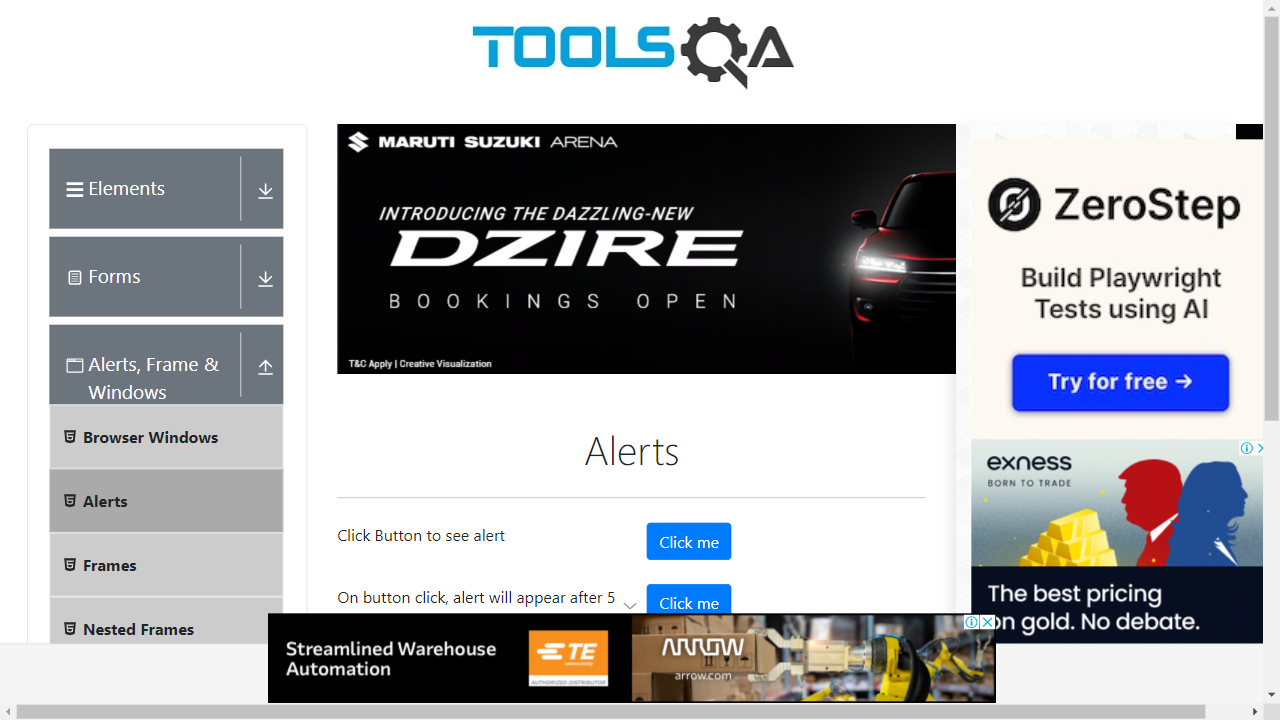 TOOLSQA
Elements
Forms
Alerts, Frame &
Windows
Browser Windows
Alerts
Frames
Nested Frames
MARUTI SUZUKI ARENA
INTRODUCING THE DAZZLING-NEW
DZIRE
BOOKINGS OPEN
T&C Apply | Creative Visualization
Alerts
Click Button to see alert
Click me
On button click, alert will appear after 5
Click me
ZeroStep
Build Playwright
Tests using AI
Try for free →
exness
BORN TO TRADE
The best pricing
on gold. No debate.
Streamlined Warehouse
Automation
TE
connectivity
AUTHORIZED DISTRIBUTOR
ARROW
arrow.com